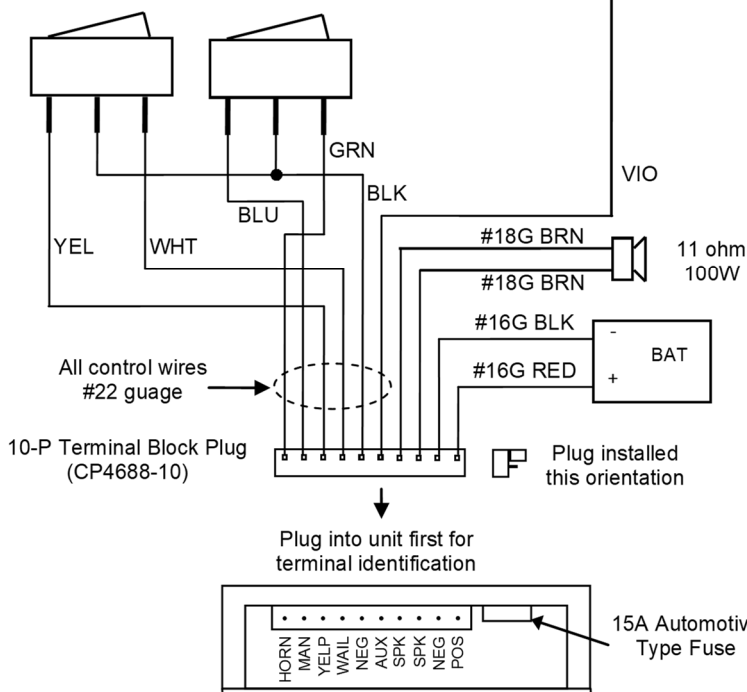 GRN
VIO
BLK
BLU
YEL
WHT
#18G BRN
11 ohm
100W
#18G BRN
#16G BLK
-
BAT
All control wires
#22 guage
#16G RED
+
10-P Terminal Block Plug
(CP4688-10)
Plug installed
this orientation
Plug into unit first for
terminal identification
15A Automotiv
Type Fuse
HORN
MAN
YELP
WAIL
NEG
AUX
SPK
SPK
NEG
POS